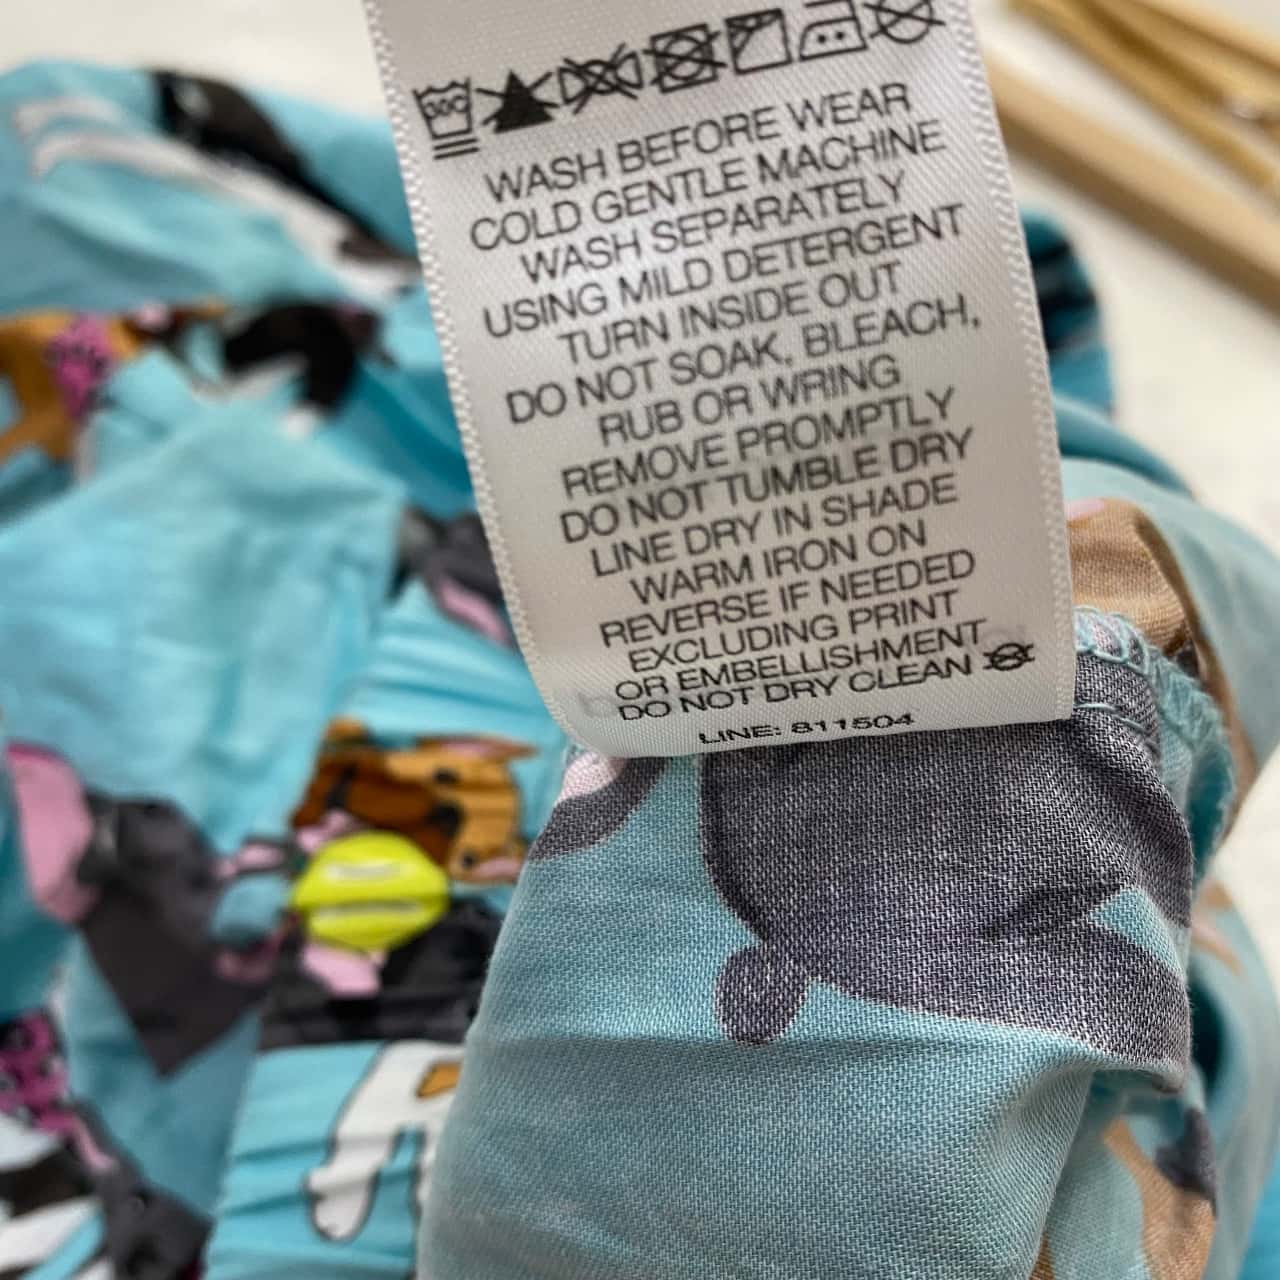 30C
WASH BEFORE WEAR
COLD GENTLE MACHINE
WASH SEPARATELY
USING MILD DETERGENT
TURN INSIDE OUT
DO NOT SOAK, BLEACH,
RUB OR WRING
REMOVE PROMPTLY
DO NOT TUMBLE DRY
LINE DRY IN SHADE
WARM IRON ON
REVERSE IF NEEDED
EXCLUDING PRINT
OR EMBELLISHMENT
DO NOT DRY CLEAN
LINE: 811504